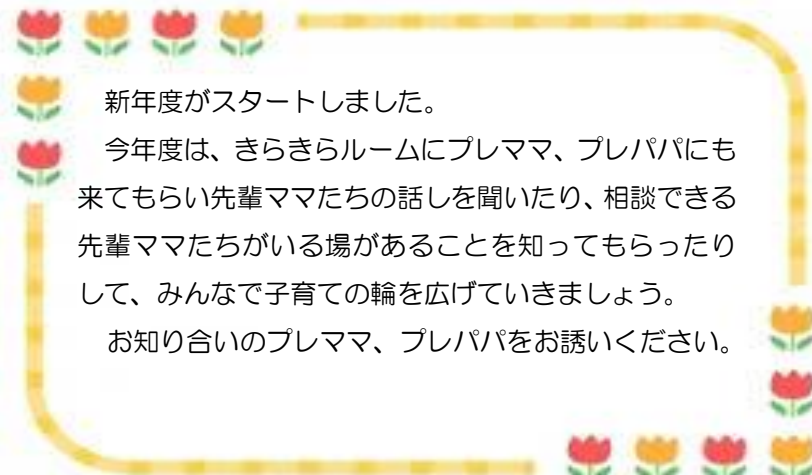 新年度がスタートしました。
今年度は、きらきらルームにプレママ、プレパパにも
来てもらい先輩ママたちの話しを聞いたり、相談できる
先輩ママたちがいる場があることを知ってもらったり
して、みんなで子育ての輪を広げていきましょう。
お知り合いのプレママ、プレパパをお誘いください。